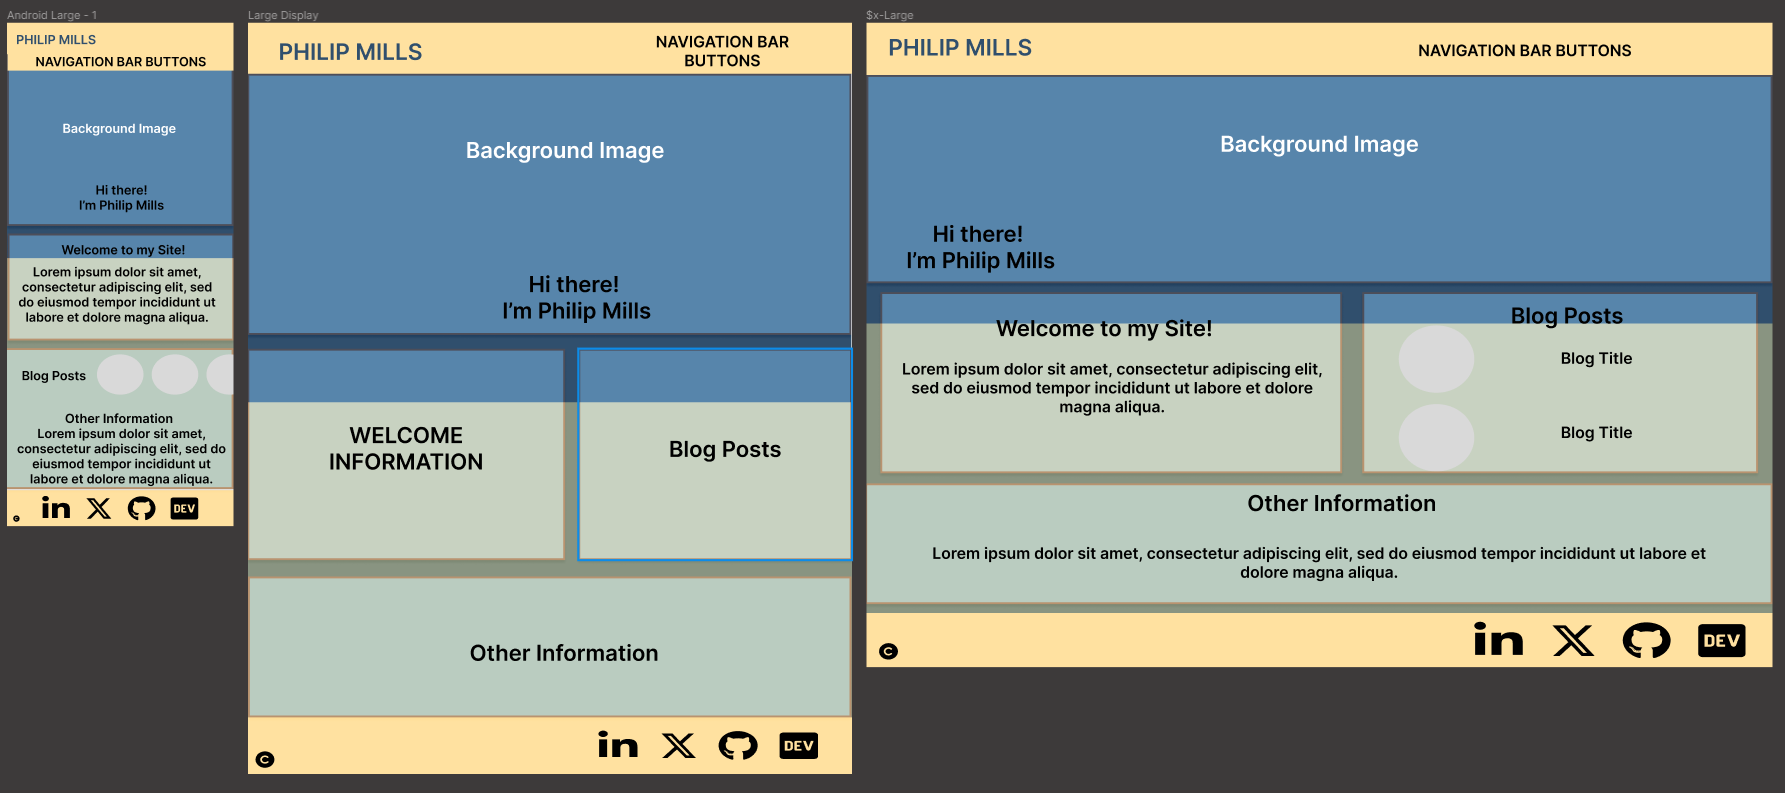 Android Large - 1
PHILIP MILLS
NAVIGATION BAR BUTTONS
Background Image
Hi there!
I'm Philip Mills
Welcome to my Site!
Lorem ipsum dolor sit amet,
consectetur adipiscing elit, sed
do eiusmod tempor incididunt ut
labore et dolore magna aliqua.
Blog Posts
Other Information
Lorem ipsum dolor sit amet,
consectetur adipiscing elit, sed do
eiusmod tempor incididunt ut
labore et dolore magna aliqua.
C
in
X
DEV
Large Display
PHILIP MILLS
NAVIGATION BAR
BUTTONS
Background Image
Hi there!
I'm Philip Mills
WELCOME
INFORMATION
Blog Posts
Other Information
C
in
X
DEV
$x-Large
PHILIP MILLS
NAVIGATION BAR BUTTONS
Background Image
Hi there!
I'm Philip Mills
Welcome to my Site!
Lorem ipsum dolor sit amet, consectetur adipiscing elit,
sed do eiusmod tempor incididunt ut labore et dolore
magna aliqua.
Blog Posts
Blog Title
Blog Title
Other Information
Lorem ipsum dolor sit amet, consectetur adipiscing elit, sed do eiusmod tempor incididunt ut labore et
dolore magna aliqua.
C
in
X
DEV